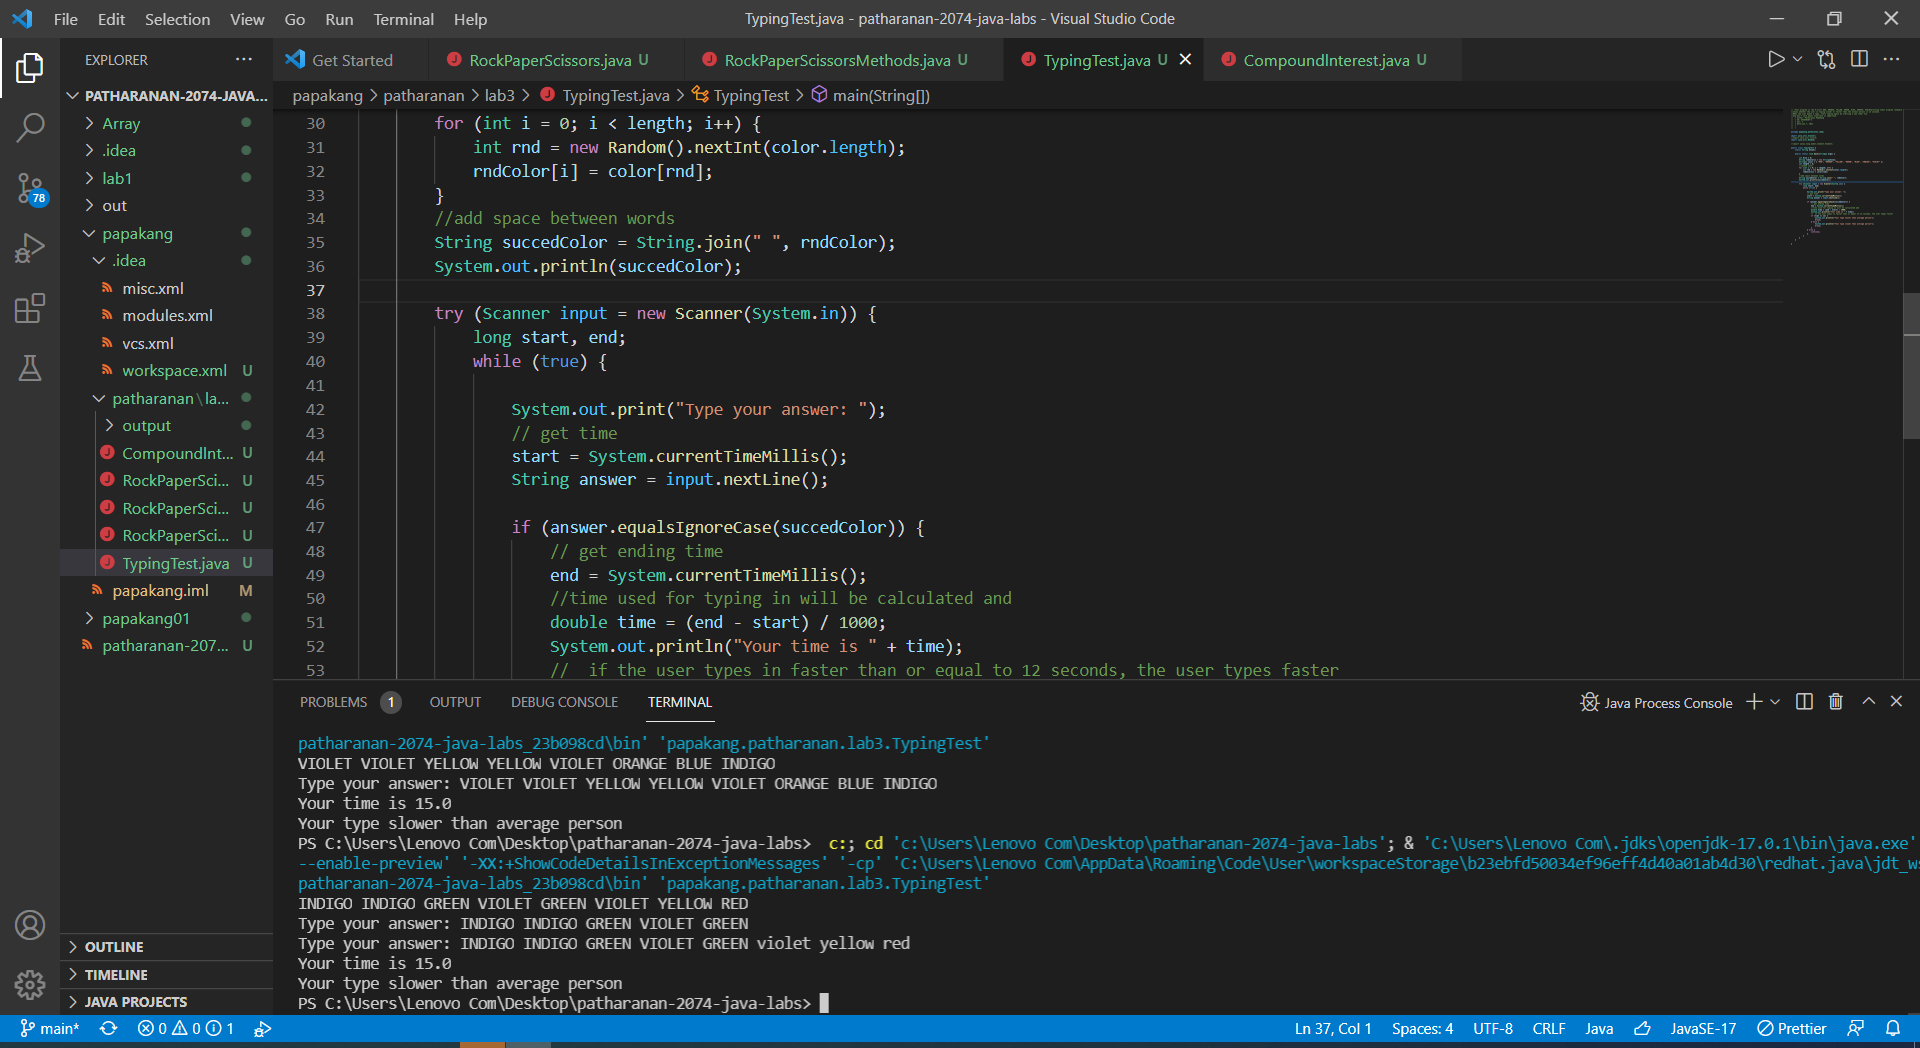 File Edit Selection View Go Run Terminal Help
TypingTest.java - patharanan-2074-java-labs - Visual Studio Code
EXPLORER ···
Get Started
RockPaperScissors.java U
RockPaperScissorsMethods.java U
TypingTest.java U
CompoundInterest.java U
PATHARANAN-2074-JAVA...
papakang > patharanan > lab3 > TypingTest.java > TypingTest > main(String[])
Array
.idea
lab1
out
papakang
.idea
misc.xml
modules.xml
vcs.xml
workspace.xml U
patharanan\la...
output
CompoundInt... U
RockPaperSci... U
RockPaperSci... U
RockPaperSci... U
TypingTest.java U
papakang.iml M
papakang01
patharanan-207... U
78
OUTLINE
TIMELINE
JAVA PROJECTS
30 for (int i = 0; i < length; i++) {
31 int rnd = new Random().nextInt(color.length);
32 rndColor[i] = color[rnd];
33 }
34 //add space between words
35 String succedColor = String.join(" ", rndColor);
36 System.out.println(succedColor);
37
38 try (Scanner input = new Scanner(System.in)) {
39 long start, end;
40 while (true) {
41
42 System.out.print("Type your answer: ");
43 // get time
44 start = System.currentTimeMillis();
45 String answer = input.nextLine();
46
47 if (answer.equalsIgnoreCase(succedColor)) {
48 // get ending time
49 end = System.currentTimeMillis();
50 //time used for typing in will be calculated and
51 double time = (end - start) / 1000;
52 System.out.println("Your time is " + time);
53 //  if the user types in faster than or equal to 12 seconds, the user types faster
PROBLEMS 1 OUTPUT DEBUG CONSOLE TERMINAL
Java Process Console
patharanan-2074-java-labs_23b098cd\bin' 'papakang.patharanan.lab3.TypingTest'
VIOLET VIOLET YELLOW YELLOW VIOLET ORANGE BLUE INDIGO
Type your answer: VIOLET VIOLET YELLOW YELLOW VIOLET ORANGE BLUE INDIGO
Your time is 15.0
Your type slower than average person
PS C:\Users\Lenovo Com\Desktop\patharanan-2074-java-labs>  c:; cd 'c:\Users\Lenovo Com\Desktop\patharanan-2074-java-labs'; & 'C:\Users\Lenovo Com\.jdks\openjdk-17.0.1\bin\java.exe'
--enable-preview' '-XX:+ShowCodeDetailsInExceptionMessages' '-cp' 'C:\Users\Lenovo Com\AppData\Roaming\Code\User\workspaceStorage\b23ebfd50034ef96eff4d40a01ab4d30\redhat.java\jdt_ws
patharanan-2074-java-labs_23b098cd\bin' 'papakang.patharanan.lab3.TypingTest'
INDIGO INDIGO GREEN VIOLET GREEN VIOLET YELLOW RED
Type your answer: INDIGO INDIGO GREEN VIOLET GREEN
Type your answer: INDIGO INDIGO GREEN VIOLET GREEN violet yellow red
Your time is 15.0
Your type slower than average person
PS C:\Users\Lenovo Com\Desktop\patharanan-2074-java-labs>
main* 0 0 1
Ln 37, Col 1 Spaces: 4 UTF-8 CRLF Java JavaSE-17 Prettier